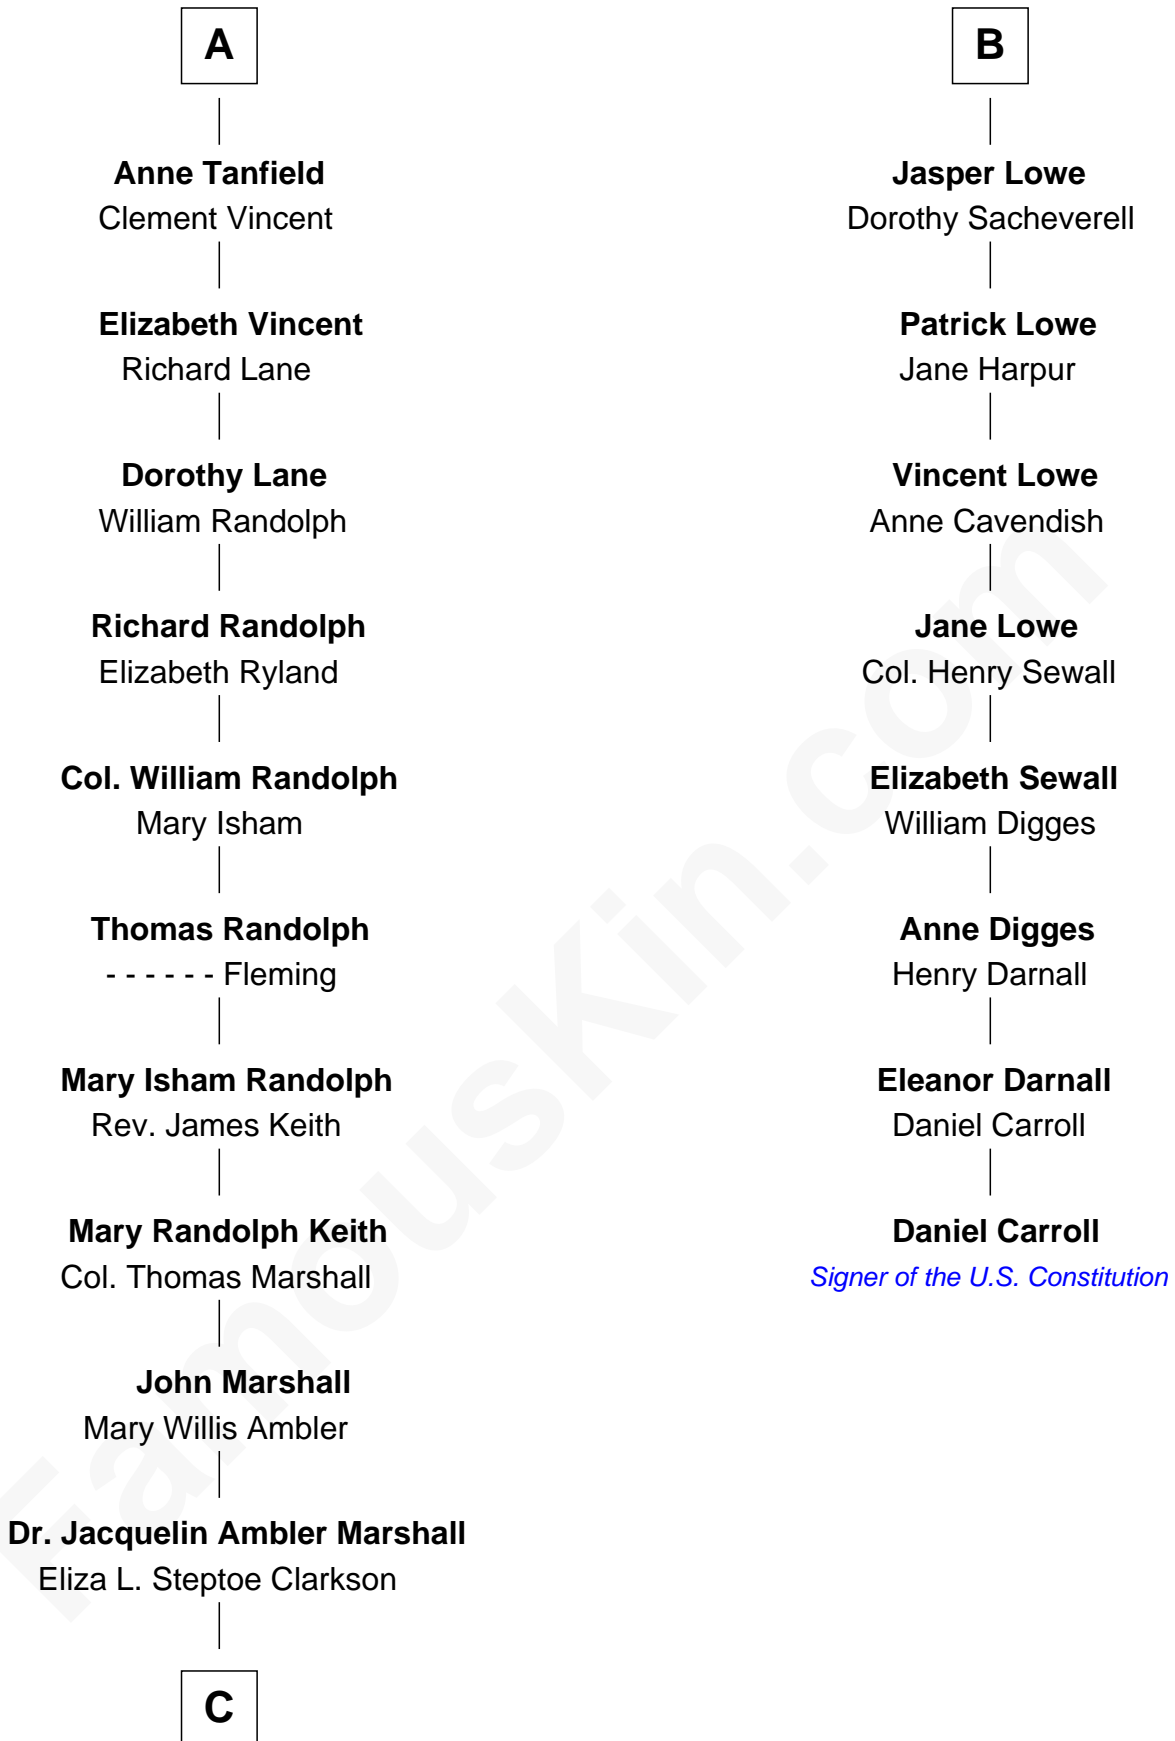 A
Anne Tanfield
Clement Vincent
Elizabeth Vincent
Richard Lane
Dorothy Lane
William Randolph
Richard Randolph
Elizabeth Ryland
Col. William Randolph
Mary Isham
Thomas Randolph
- - - - - - Fleming
Mary Isham Randolph
Rev. James Keith
Mary Randolph Keith
Col. Thomas Marshall
John Marshall
Mary Willis Ambler
Dr. Jacquelin Ambler Marshall
Eliza L. Steptoe Clarkson
C
B
Jasper Lowe
Dorothy Sacheverell
Patrick Lowe
Jane Harpur
Vincent Lowe
Anne Cavendish
Jane Lowe
Col. Henry Sewall
Elizabeth Sewall
William Digges
Anne Digges
Henry Darnall
Eleanor Darnall
Daniel Carroll
Daniel Carroll
Signer of the U.S. Constitution
FamousKin.com